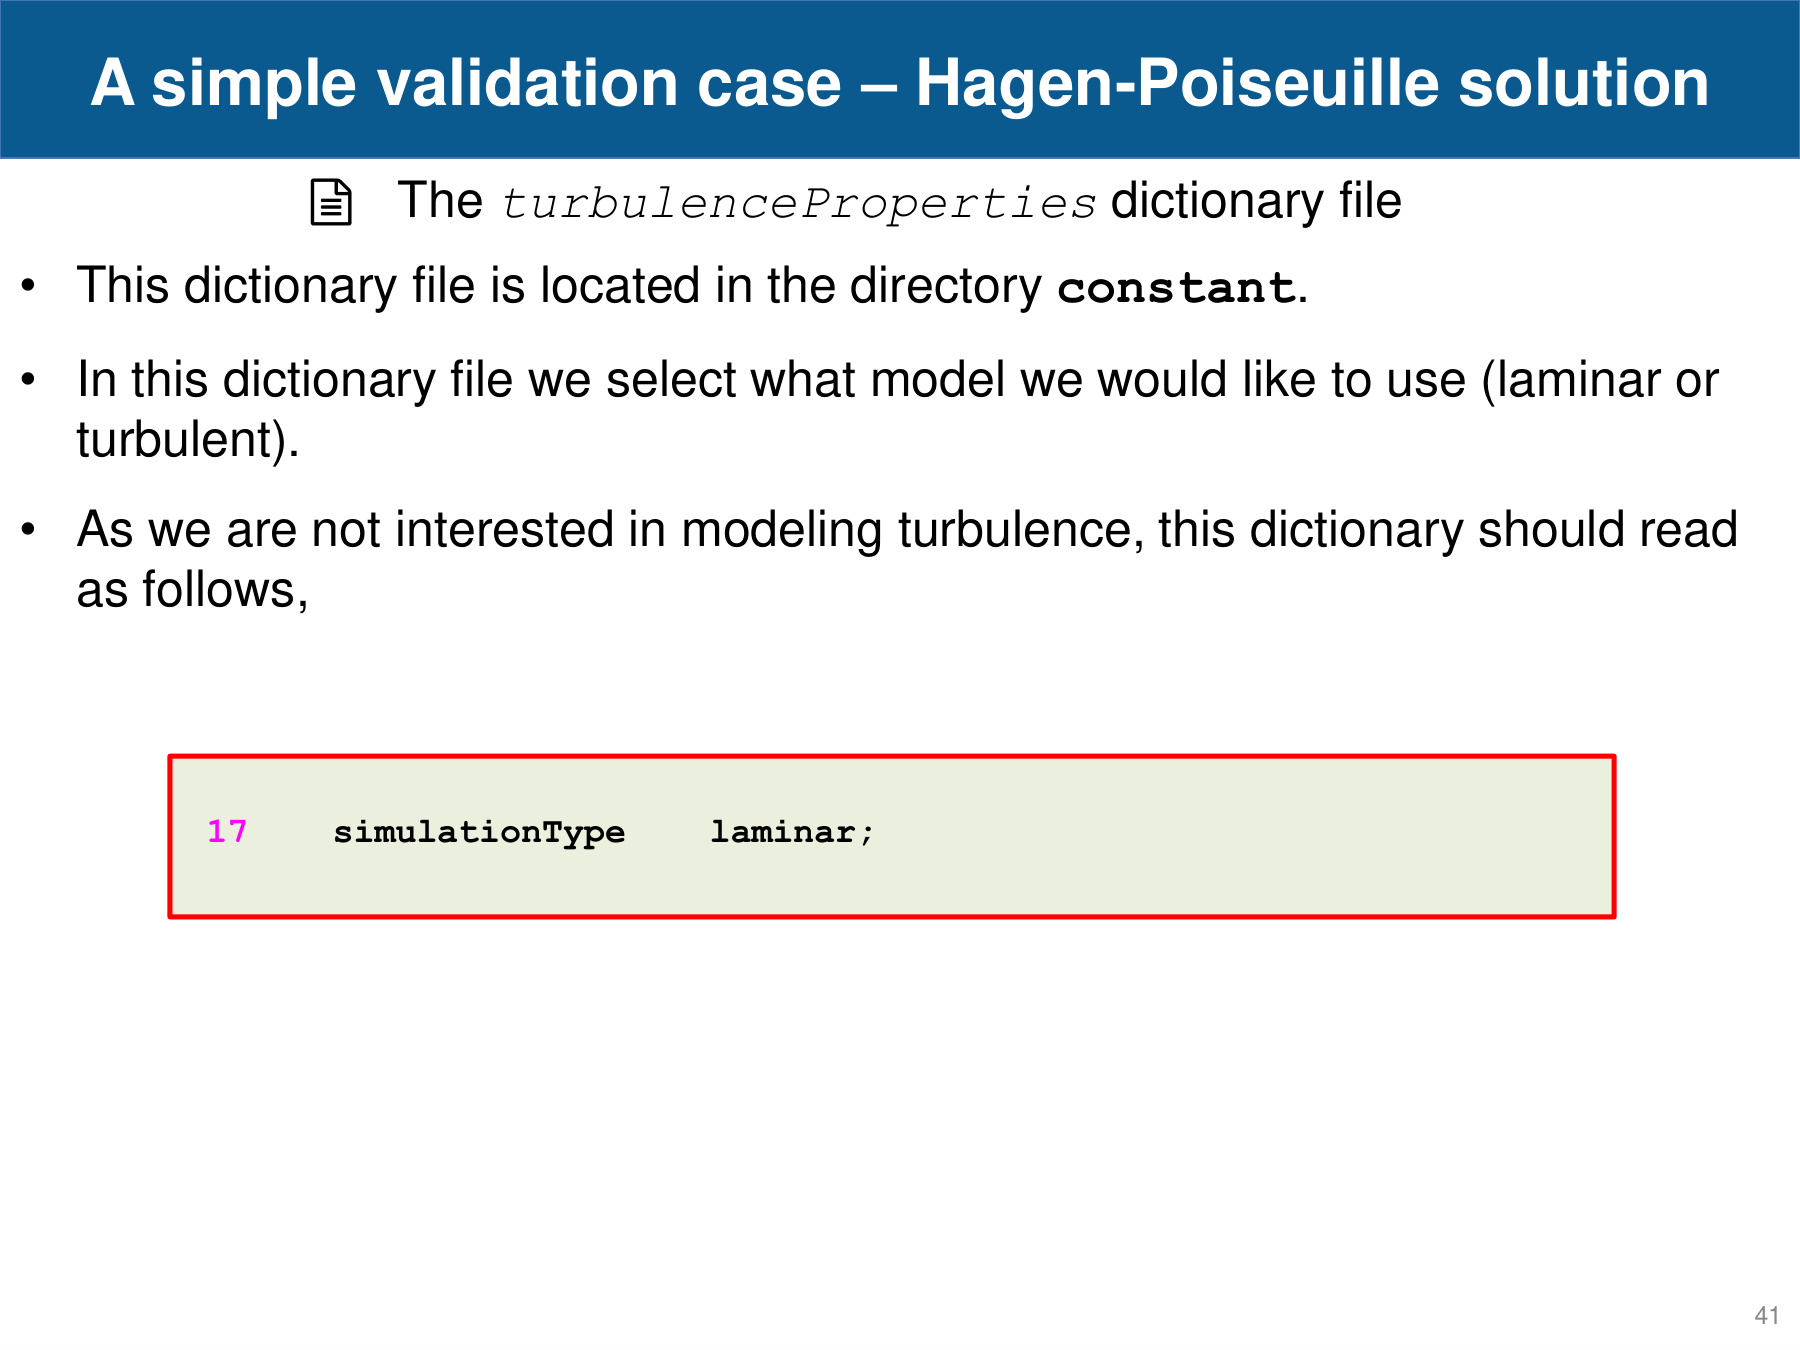 A simple validation case – Hagen-Poiseuille solution
The turbulenceProperties dictionary file
• This dictionary file is located in the directory constant.
• In this dictionary file we select what model we would like to use (laminar or
turbulent).
• As we are not interested in modeling turbulence, this dictionary should read
as follows,
17 simulationType laminar;
41